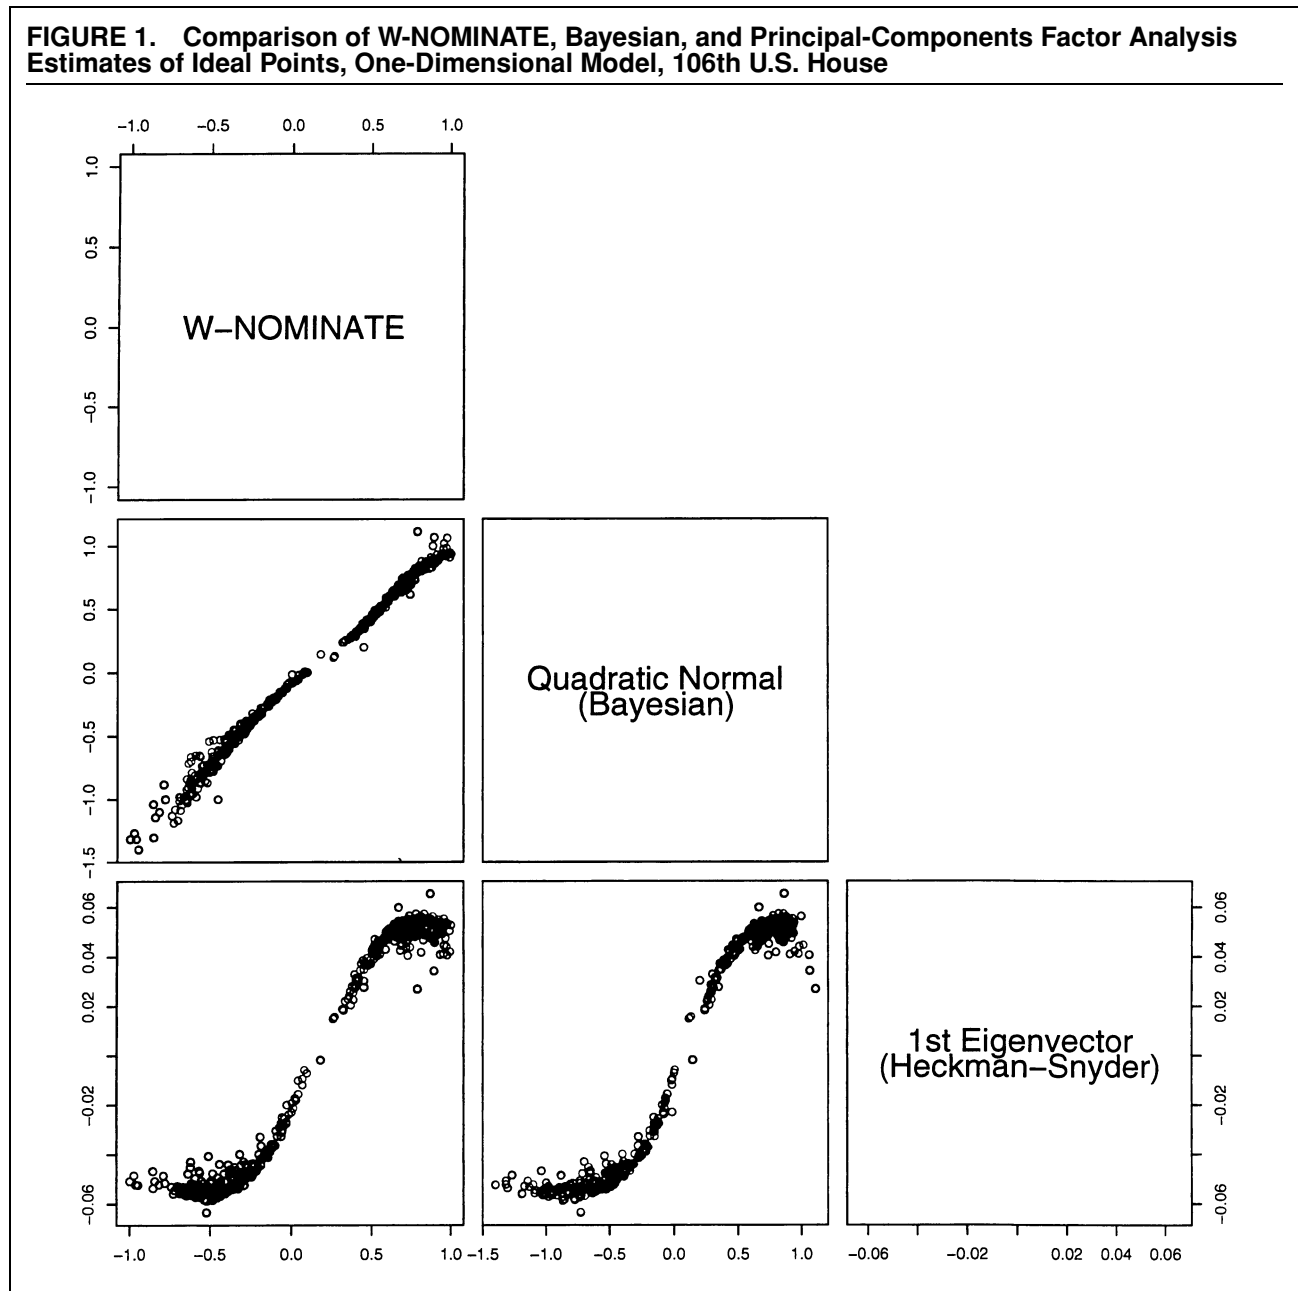 FIGURE 1. Comparison of W-NOMINATE, Bayesian, and Principal-Components Factor Analysis
Estimates of Ideal Points, One-Dimensional Model, 106th U.S. House
−1.0 −0.5 0.0 0.5 1.0
1.0
0.5
0.0
−0.5
−1.0
W−NOMINATE
1.0
0.5
0.0
−0.5
−1.0
−1.5
Quadratic Normal
(Bayesian)
0.06
0.04
0.02
−0.02
−0.06
1st Eigenvector
(Heckman−Snyder)
0.06
0.04
0.02
−0.02
−0.06
−1.0 −0.5 0.0 0.5 1.0 −1.5 −1.0 −0.5 0.0 0.5 1.0 −0.06 −0.02 0.02 0.04 0.06